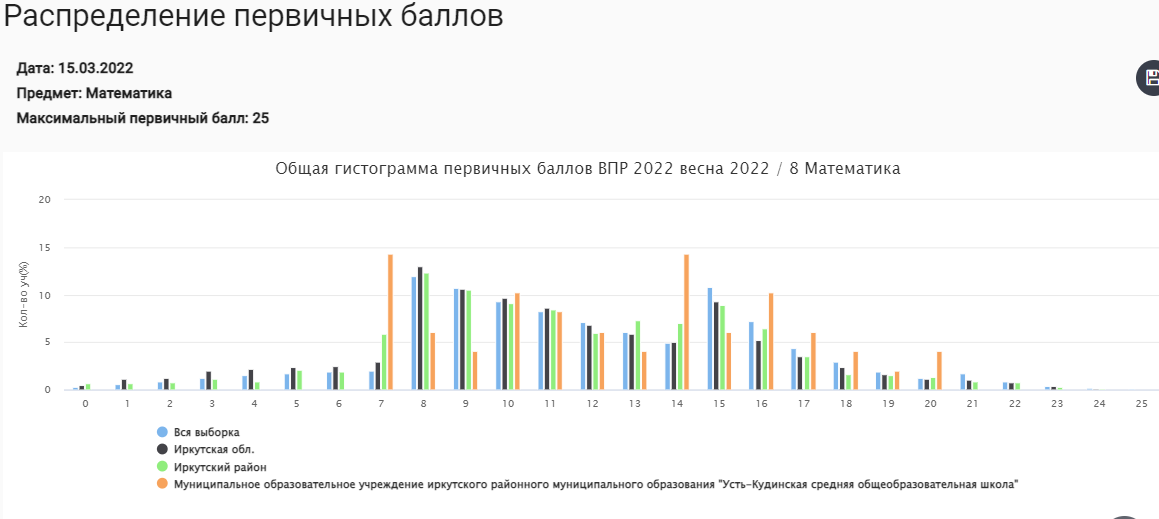 Распределение первичных баллов
Дата: 15.03.2022
Предмет: Математика
Максимальный первичный балл: 25
Общая гистограмма первичных баллов ВПР 2022 весна 2022 / 8 Математика
Кол-во уч(%)
20
15
10
5
0
0 1 2 3 4 5 6 7 8 9 10 11 12 13 14 15 16 17 18 19 20 21 22 23 24 25
Вся выборка
Иркутская обл.
Иркутский район
Муниципальное образовательное учреждение иркутского районного муниципального образования "Усть-Кудинская средняя общеобразовательная школа"